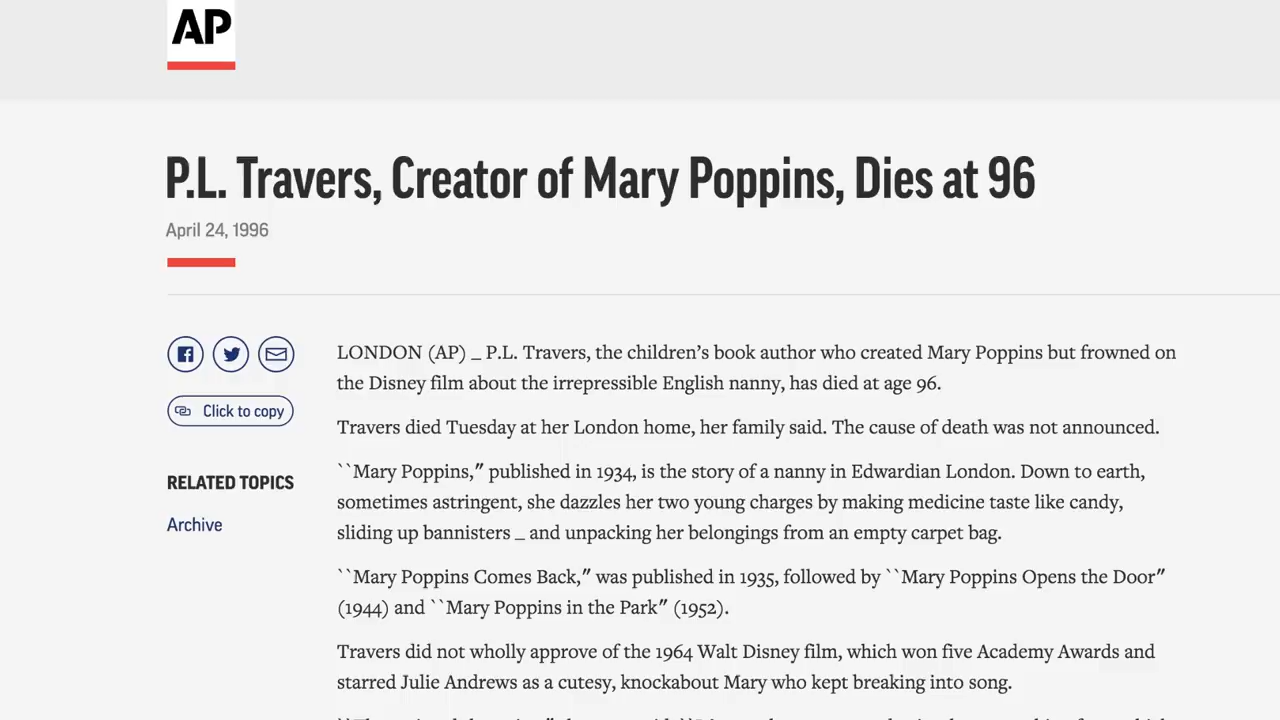 AP
P.L. Travers, Creator of Mary Poppins, Dies at 96
April 24, 1996
LONDON (AP) _ P.L. Travers, the children's book author who created Mary Poppins but frowned on
the Disney film about the irrepressible English nanny, has died at age 96.
Click to copy
Travers died Tuesday at her London home, her family said. The cause of death was not announced.
RELATED TOPICS
Archive
``Mary Poppins,″ published in 1934, is the story of a nanny in Edwardian London. Down to earth,
sometimes astringent, she dazzles her two young charges by making medicine taste like candy,
sliding up bannisters _ and unpacking her belongings from an empty carpet bag.
``Mary Poppins Comes Back,″ was published in 1935, followed by ``Mary Poppins Opens the Door″
(1944) and ``Mary Poppins in the Park″ (1952).
Travers did not wholly approve of the 1964 Walt Disney film, which won five Academy Awards and
starred Julie Andrews as a cutesy, knockabout Mary who kept breaking into song.